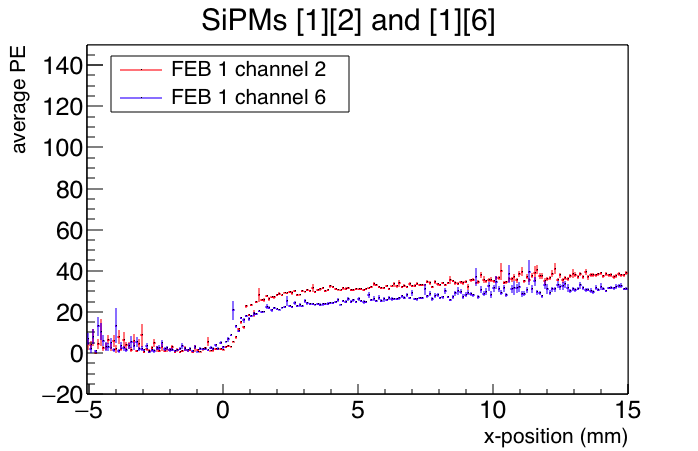 SiPMs [1][2] and [1][6]
average PE
140
120
100
80
60
40
20
0
−20
FEB 1 channel 2
FEB 1 channel 6
−5
0
5
10
15
x-position (mm)